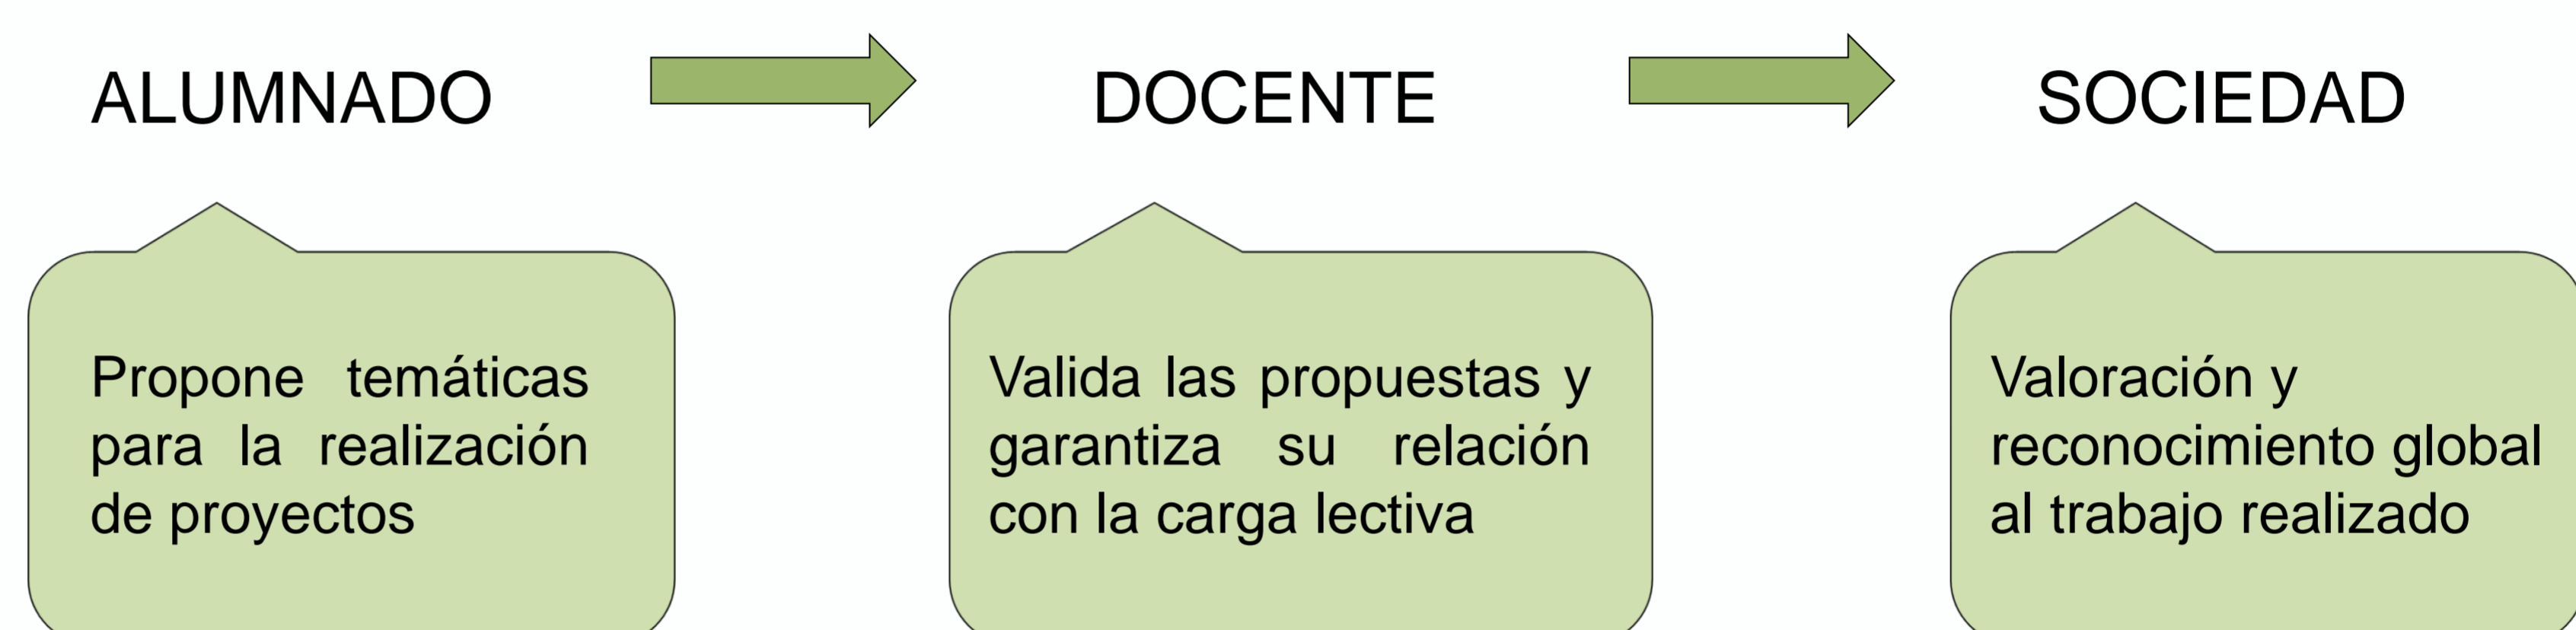 ALUMNADO
DOCENTE
SOCIEDAD
Propone temáticas
para la realización
de proyectos
Valida las propuestas y
garantiza su relación
con la carga lectiva
Valoración y
reconocimiento global
al trabajo realizado